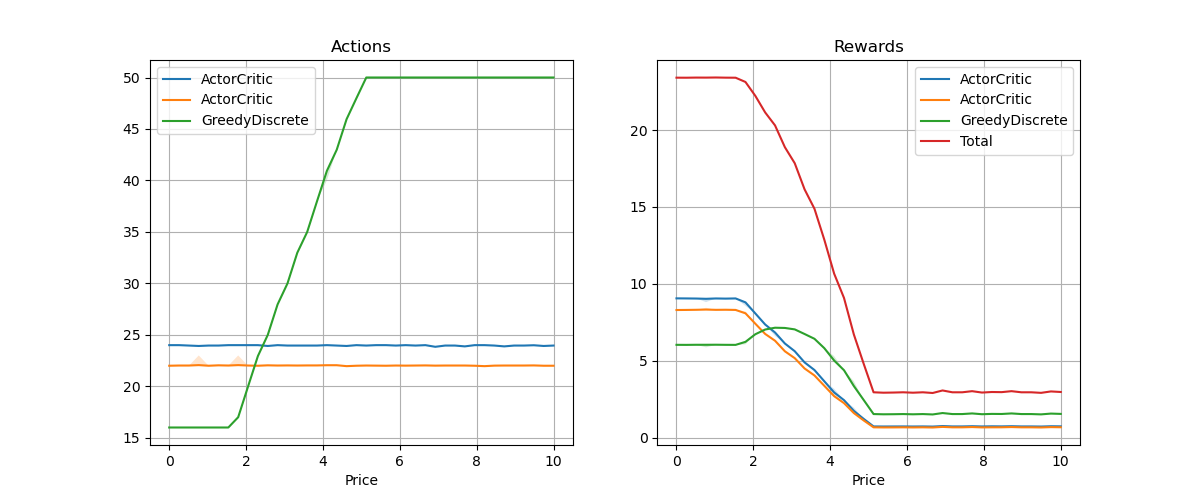 Actions
50
45
40
35
30
25
20
15
ActorCritic
ActorCritic
GreedyDiscrete
0 2 4 6 8 10
Price
Rewards
20
15
10
5
0
ActorCritic
ActorCritic
GreedyDiscrete
Total
0 2 4 6 8 10
Price